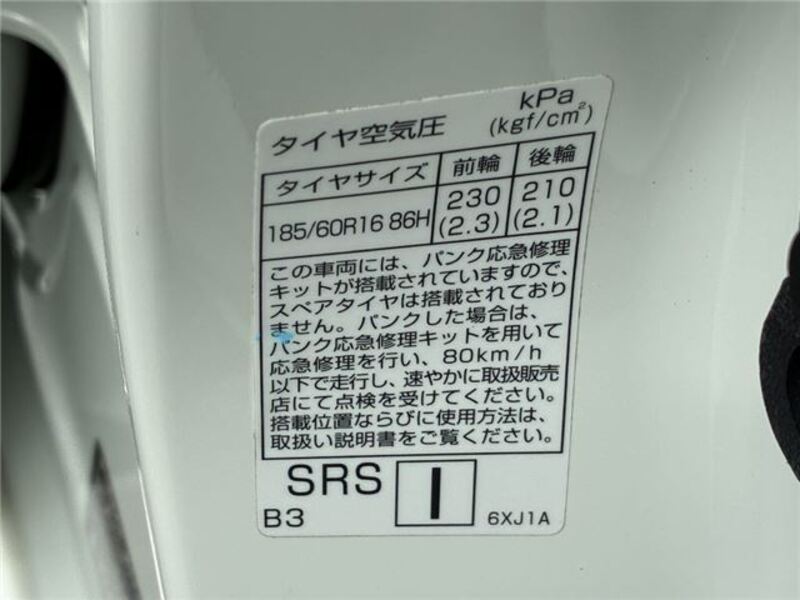 タイヤ空気圧 kPa (kgf/cm²)
タイヤサイズ 前輪 後輪
185/60R16 86H 230 (2.3) 210 (2.1)
この車両には、パンク応急修理
キットが搭載されていますので、
スペアタイヤは搭載されており
ません。パンクした場合は、
パンク応急修理キットを用いて
応急修理を行い、80km/h
以下で走行し、速やかに取扱販売
店にて点検を受けてください。
搭載位置ならびに使用方法は、
取扱い説明書をご覧ください。
SRS I
B3 6XJ1A